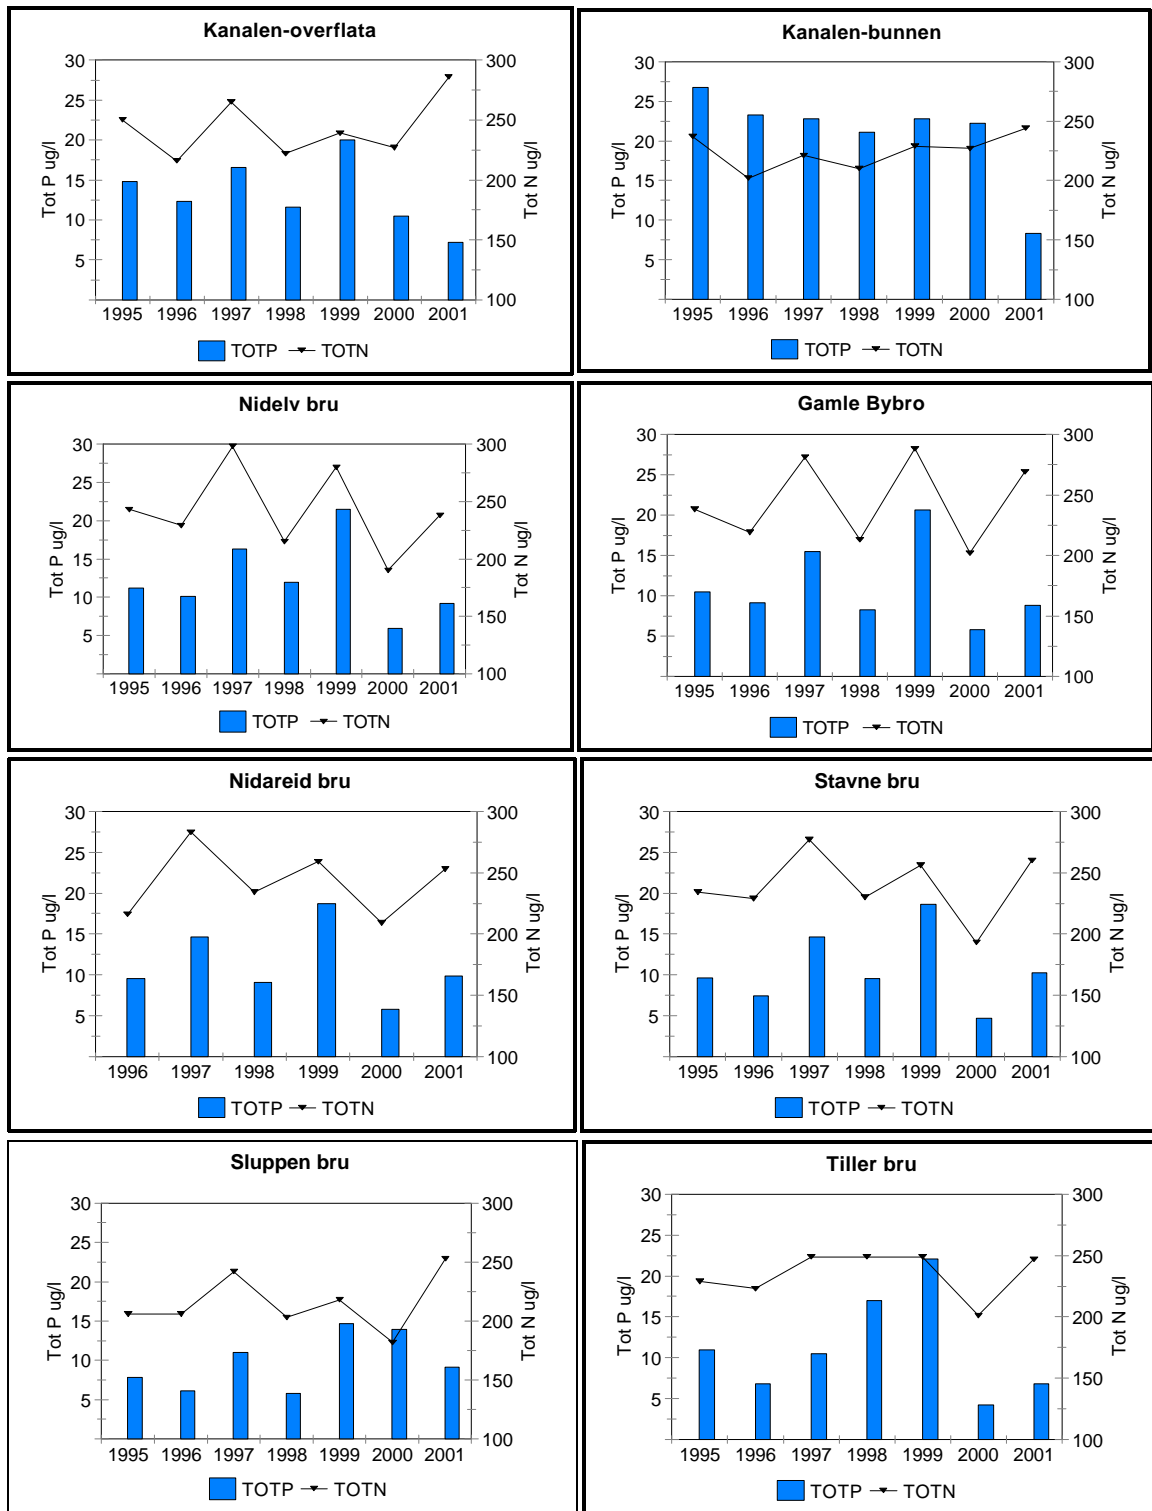 Kanalen-overflata
30
25
20
15
10
5
Tot P ug/l
300
250
200
150
100
Tot N ug/l
1995 1996 1997 1998 1999 2000 2001
TOTP TOTN
Kanalen-bunnen
30
25
20
15
10
5
Tot P ug/l
300
250
200
150
100
Tot N ug/l
1995 1996 1997 1998 1999 2000 2001
TOTP TOTN
Nidelv bru
30
25
20
15
10
5
Tot P ug/l
300
250
200
150
100
Tot N ug/l
1995 1996 1997 1998 1999 2000 2001
TOTP TOTN
Gamle Bybro
30
25
20
15
10
5
Tot P ug/l
300
250
200
150
100
Tot N ug/l
1995 1996 1997 1998 1999 2000 2001
TOTP TOTN
Nidareid bru
30
25
20
15
10
5
Tot P ug/l
300
250
200
150
100
Tot N ug/l
1996 1997 1998 1999 2000 2001
TOTP TOTN
Stavne bru
30
25
20
15
10
5
Tot P ug/l
300
250
200
150
100
Tot N ug/l
1995 1996 1997 1998 1999 2000 2001
TOTP TOTN
Sluppen bru
30
25
20
15
10
5
Tot P ug/l
300
250
200
150
100
Tot N ug/l
1995 1996 1997 1998 1999 2000 2001
TOTP TOTN
Tiller bru
30
25
20
15
10
5
Tot P ug/l
300
250
200
150
100
Tot N ug/l
1995 1996 1997 1998 1999 2000 2001
TOTP TOTN